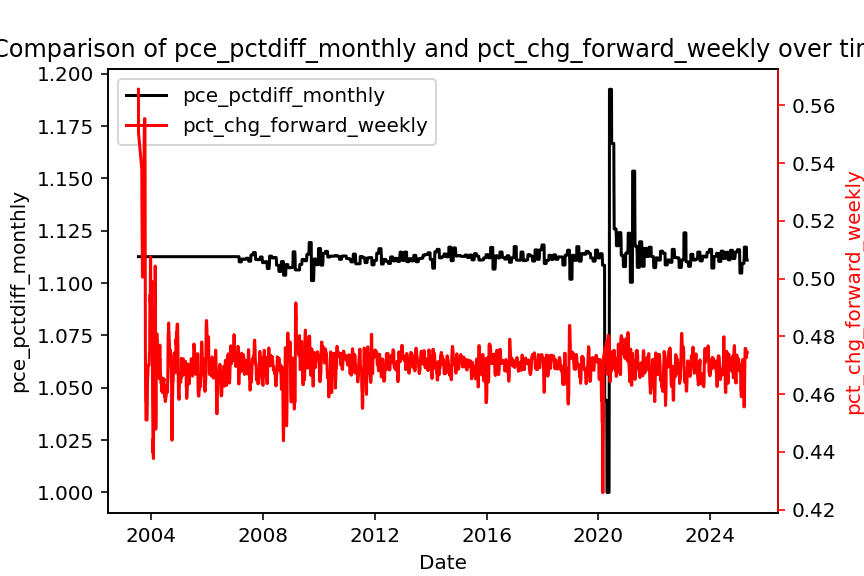 Comparison of pce_pctdiff_monthly and pct_chg_forward_weekly over
pce_pctdiff_monthly
pct_chg_forward_weekly
1.200
1.175
1.150
1.125
1.100
1.075
1.050
1.025
1.000
pce_pctdiff_monthly
0.56
0.54
0.52
0.50
0.48
0.46
0.44
0.42
pct_chg_forward_weekly
2004 2008 2012 2016 2020 2024
Date